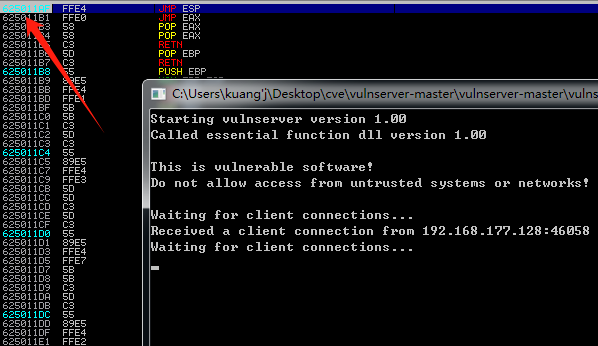 FFE4 JMP ESP
625011B1 FFE0 JMP EAX
625011B3 58 POP EAX
625011B4 58 POP EAX
625011B5 C3 RETN
625011B6 5D POP EBP
625011B7 C3 RETN
625011B8 55 PUSH EBP
625011B9 89E5
625011BB FFE4
625011BD
625011BF 5B
625011C0 5B
625011C1 C3
625011C2 5D
625011C3 C3
625011C4 55
625011C5 89E5
625011C7 FFE4
625011C9 FFE3
625011CB 5D
625011CC 5D
625011CD C3
625011CE 5D
625011CF C3
625011D0 55
625011D1 89E5
625011D3 FFE4
625011D5 FFE7
625011D7 5B
625011D8 5B
625011D9 C3
625011DA 5D
625011DB C3
625011DC 55
625011DD 89E5
625011DF FFE4
625011E1 FFE2
C:\Users\kuang'j\Desktop\cve\vulnserver-master\vulnserver-master\vulns
Starting vulnserver version 1.00
Called essential function dll version 1.00
This is vulnerable software!
Do not allow access from untrusted systems or networks!
Waiting for client connections...
Received a client connection from 192.168.177.128:46058
Waiting for client connections...